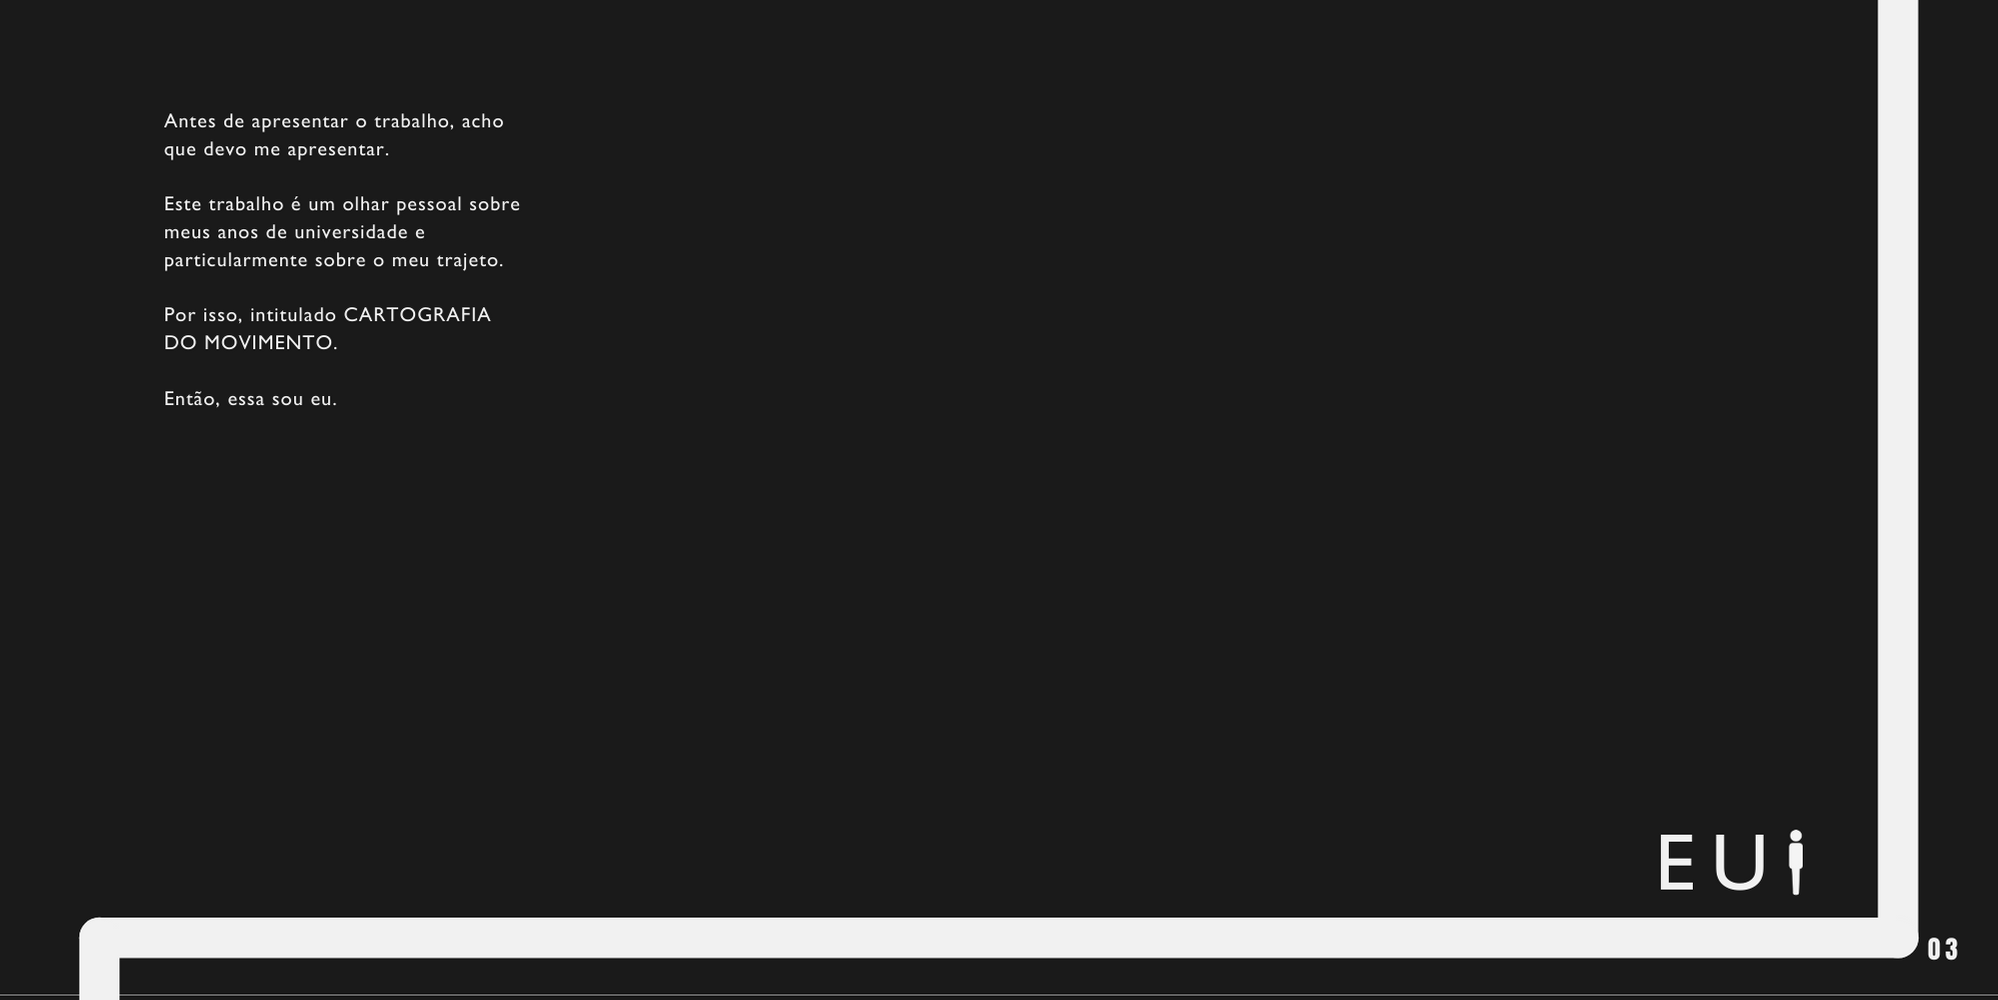 Antes de apresentar o trabalho, acho
que devo me apresentar.
Este trabalho é um olhar pessoal sobre
meus anos de universidade e
particularmente sobre o meu trajeto.
Por isso, intitulado CARTOGRAFIA
DO MOVIMENTO.
Então, essa sou eu.
EU
03